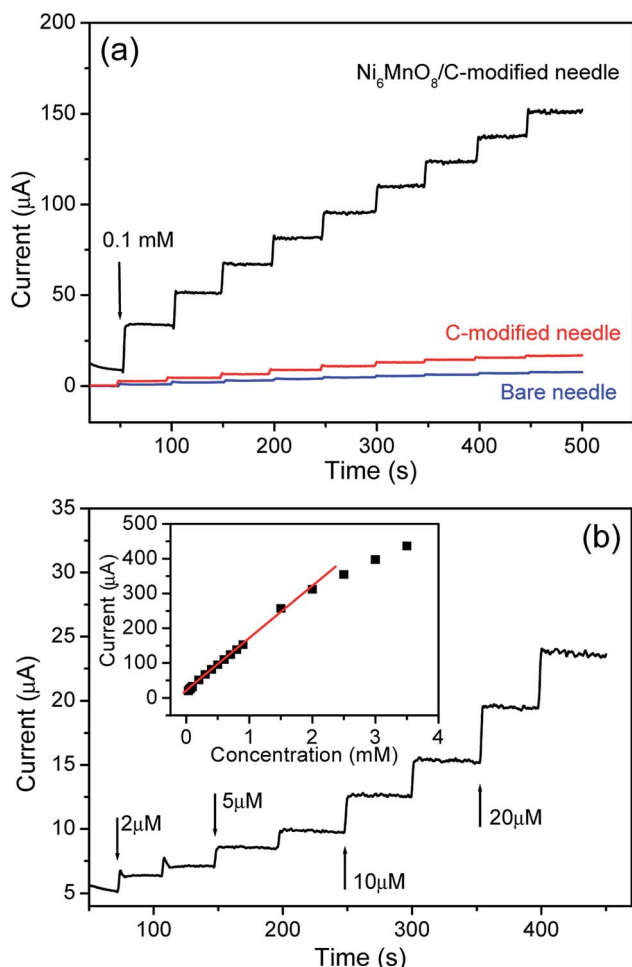 (a)
Ni₆MnO₈/C-modified needle
0.1 mM
C-modified needle
Bare needle
Current (μA)
200
150
100
50
0
100 200 300 400 500
Time (s)
(b)
Current (μA)
35
30
25
20
15
10
5
Current (μA)
500
400
300
200
100
0
0 1 2 3 4
Concentration (mM)
2μM
5μM
10μM
20μM
100 200 300 400
Time (s)